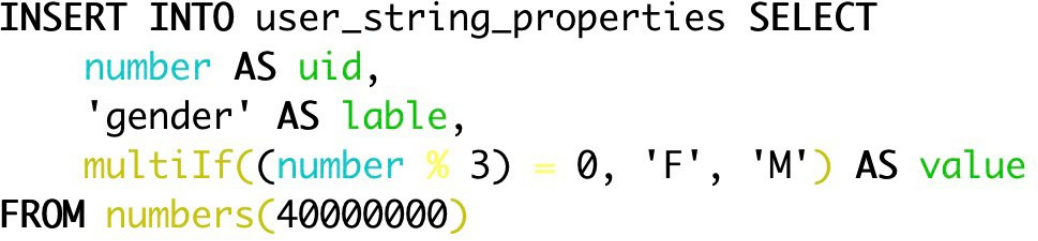 INSERT INTO user_string_properties SELECT
    number AS uid,
    'gender' AS lable,
    multiIf((number % 3) = 0, 'F', 'M') AS value
FROM numbers(40000000)